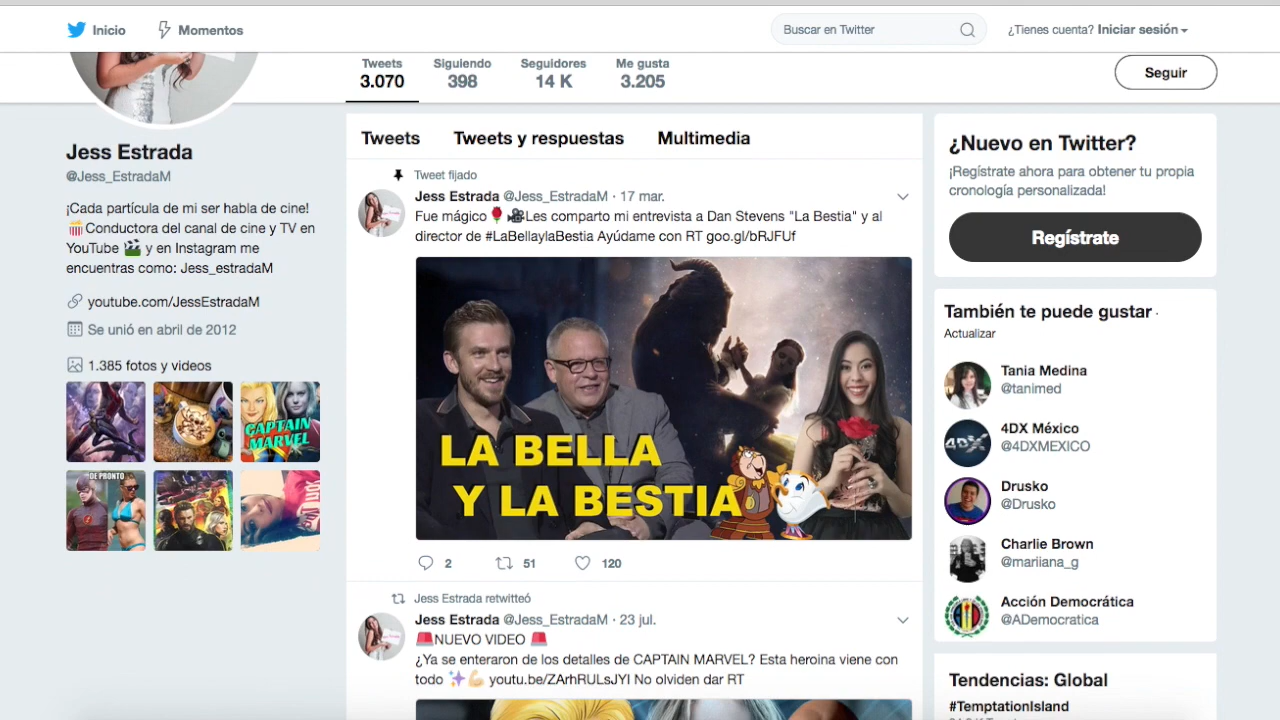 Inicio
Momentos
Buscar en Twitter
¿Tienes cuenta? Iniciar sesión
Tweets
3.070
Siguiendo
398
Seguidores
14 K
Me gusta
3.205
Seguir
Jess Estrada
@Jess_EstradaM
¡Cada partícula de mi ser habla de cine!
🍿Conductora del canal de cine y TV en
YouTube 🎬 y en Instagram me
encuentras como: Jess_estradaM
youtube.com/JessEstradaM
Se unió en abril de 2012
1.385 fotos y videos
CAPTAIN
MARVEL
DE PRONTO
Tweets
Tweets y respuestas
Multimedia
Tweet fijado
Jess Estrada @Jess_EstradaM · 17 mar.
Fue mágico🌹🎥Les comparto mi entrevista a Dan Stevens "La Bestia" y al
director de #LaBellaylaBestia Ayúdame con RT goo.gl/bRJFUf
LA BELLA
Y LA BESTIA
2
51
120
Jess Estrada retwitteó
Jess Estrada @Jess_EstradaM · 23 jul.
🚨NUEVO VIDEO 🚨
¿Ya se enteraron de los detalles de CAPTAIN MARVEL? Esta heroina viene con
todo ✨💪🏻 youtu.be/ZArhRULsJYI No olviden dar RT
¿Nuevo en Twitter?
¡Regístrate ahora para obtener tu propia
cronología personalizada!
Regístrate
También te puede gustar ·
Actualizar
Tania Medina
@tanimed
4DX México
@4DXMEXICO
4DX
Drusko
@Drusko
Charlie Brown
@mariiana_g
Acción Democrática
@ADemocratica
Tendencias: Global
#TemptationIsland